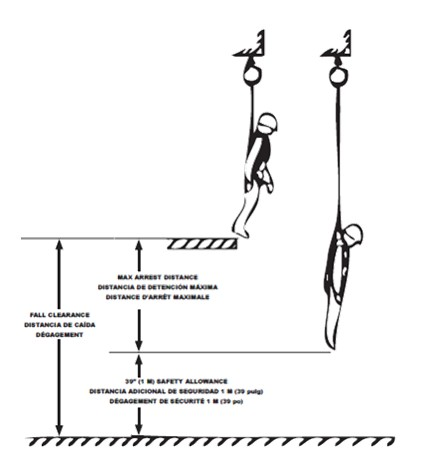 MAX ARREST DISTANCE
DISTANCIA DE DETENCIÓN MÁXIMA
DISTANCE D'ARRÊT MAXIMALE
FALL CLEARANCE
DISTANCIA DE CAÍDA
DÉGAGEMENT
39" (1 M) SAFETY ALLOWANCE
DISTANCIA ADICIONAL DE SEGURIDAD 1 M (39 pulg)
DÉGAGEMENT DE SÉCURITÉ 1 M (39 po)